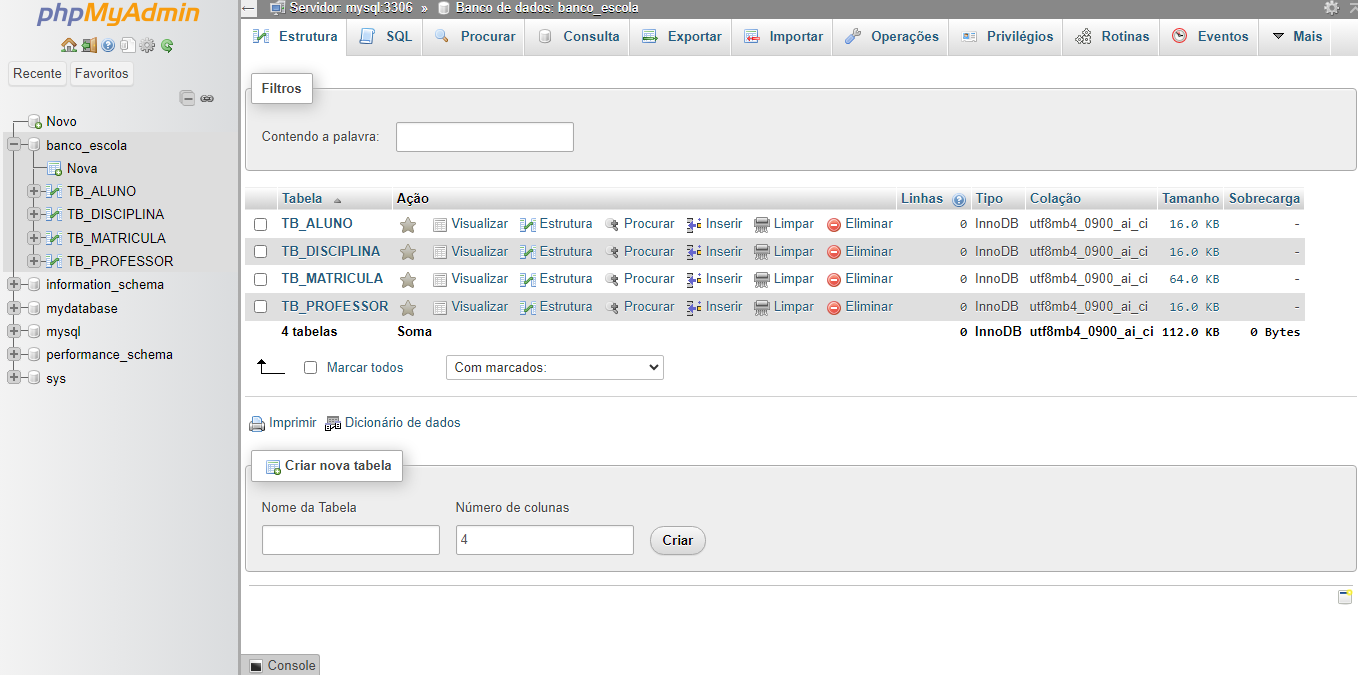 phpMyAdmin
Recente Favoritos
Novo
banco_escola
Nova
TB_ALUNO
TB_DISCIPLINA
TB_MATRICULA
TB_PROFESSOR
information_schema
mydatabase
mysql
performance_schema
sys
Servidor: mysql:3306 » Banco de dados: banco_escola
Estrutura SQL Procurar Consulta Exportar Importar Operações Privilégios Rotinas Eventos Mais
Filtros
Contendo a palavra:
Tabela Ação Linhas Tipo Colação Tamanho Sobrecarga
TB_ALUNO Visualizar Estrutura Procurar Inserir Limpar Eliminar 0 InnoDB utf8mb4_0900_ai_ci 16.0 KB -
TB_DISCIPLINA Visualizar Estrutura Procurar Inserir Limpar Eliminar 0 InnoDB utf8mb4_0900_ai_ci 16.0 KB -
TB_MATRICULA Visualizar Estrutura Procurar Inserir Limpar Eliminar 0 InnoDB utf8mb4_0900_ai_ci 64.0 KB -
TB_PROFESSOR Visualizar Estrutura Procurar Inserir Limpar Eliminar 0 InnoDB utf8mb4_0900_ai_ci 16.0 KB -
4 tabelas Soma 0 InnoDB utf8mb4_0900_ai_ci 112.0 KB 0 Bytes
Marcar todos Com marcados:
Imprimir Dicionário de dados
Criar nova tabela
Nome da Tabela Número de colunas
4 Criar
Console